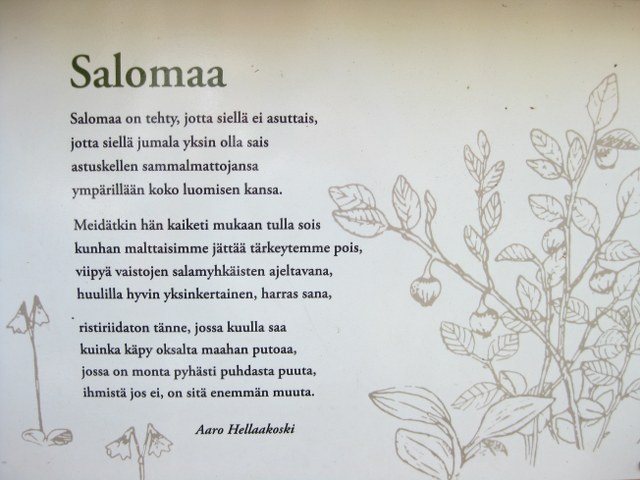 Salomaa
Salomaa on tehty, jotta siellä ei asuttais,
jotta siellä jumala yksin olla sais
astuskellen sammalmattojansa
ympärillään koko luomisen kansa.
Meidätkin hän kaiketi mukaan tulla sois
kunhan malttaisimme jättää tärkeytemme pois,
viipyä vaistojen salamyhkäisten ajeltavana,
huulilla hyvin yksinkertainen, harras sana,
ristiriidaton tänne, jossa kuulla saa
kuinka käpy oksalta maahan putoaa,
jossa on monta pyhästi puhdasta puuta,
ihmistä jos ei, on sitä enemmän muuta.
Aaro Hellaakoski